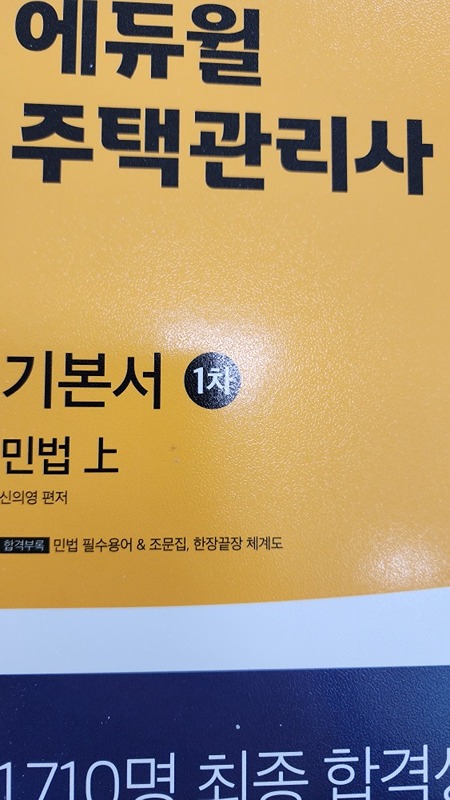 에듀윌
주택관리사
기본서 1차
민법 上
신의영 편저
합격부록 민법 필수용어 & 조문집, 한장끝장 체계도
1710명 최종 합격생